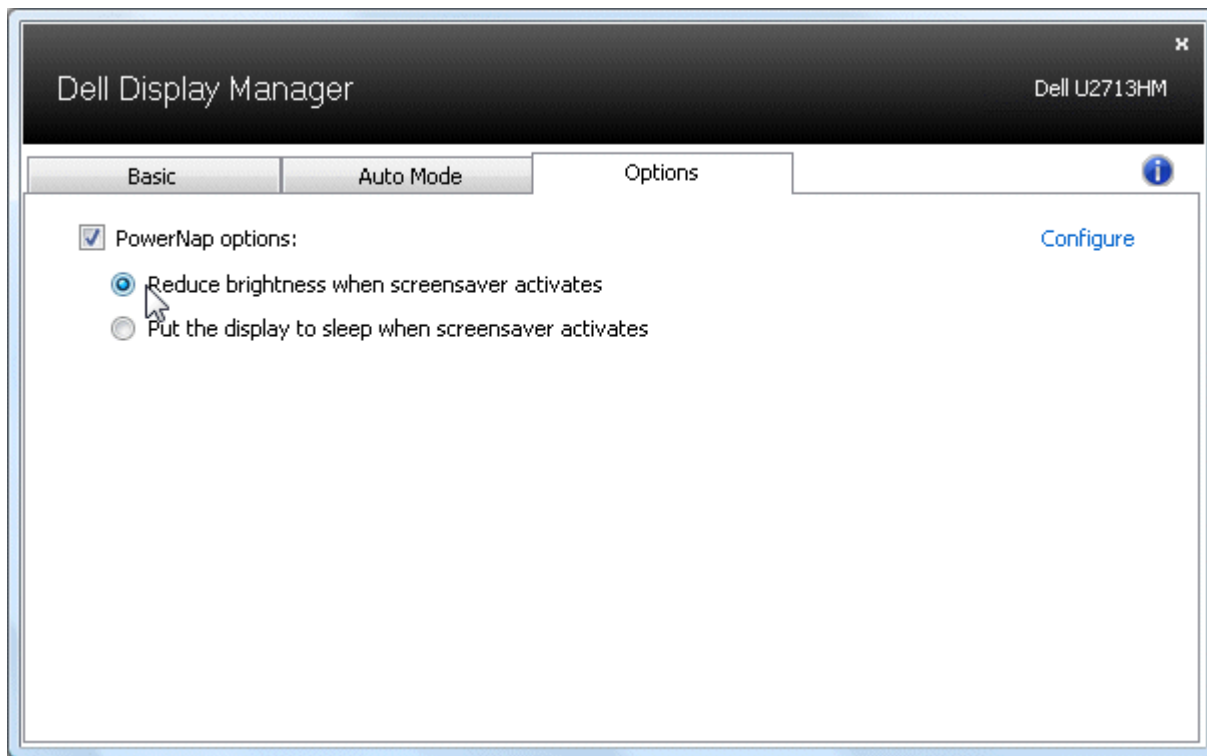 Dell Display Manager
Dell U2713HM
Basic
Auto Mode
Options
PowerNap options:
Configure
Reduce brightness when screensaver activates
Put the display to sleep when screensaver activates